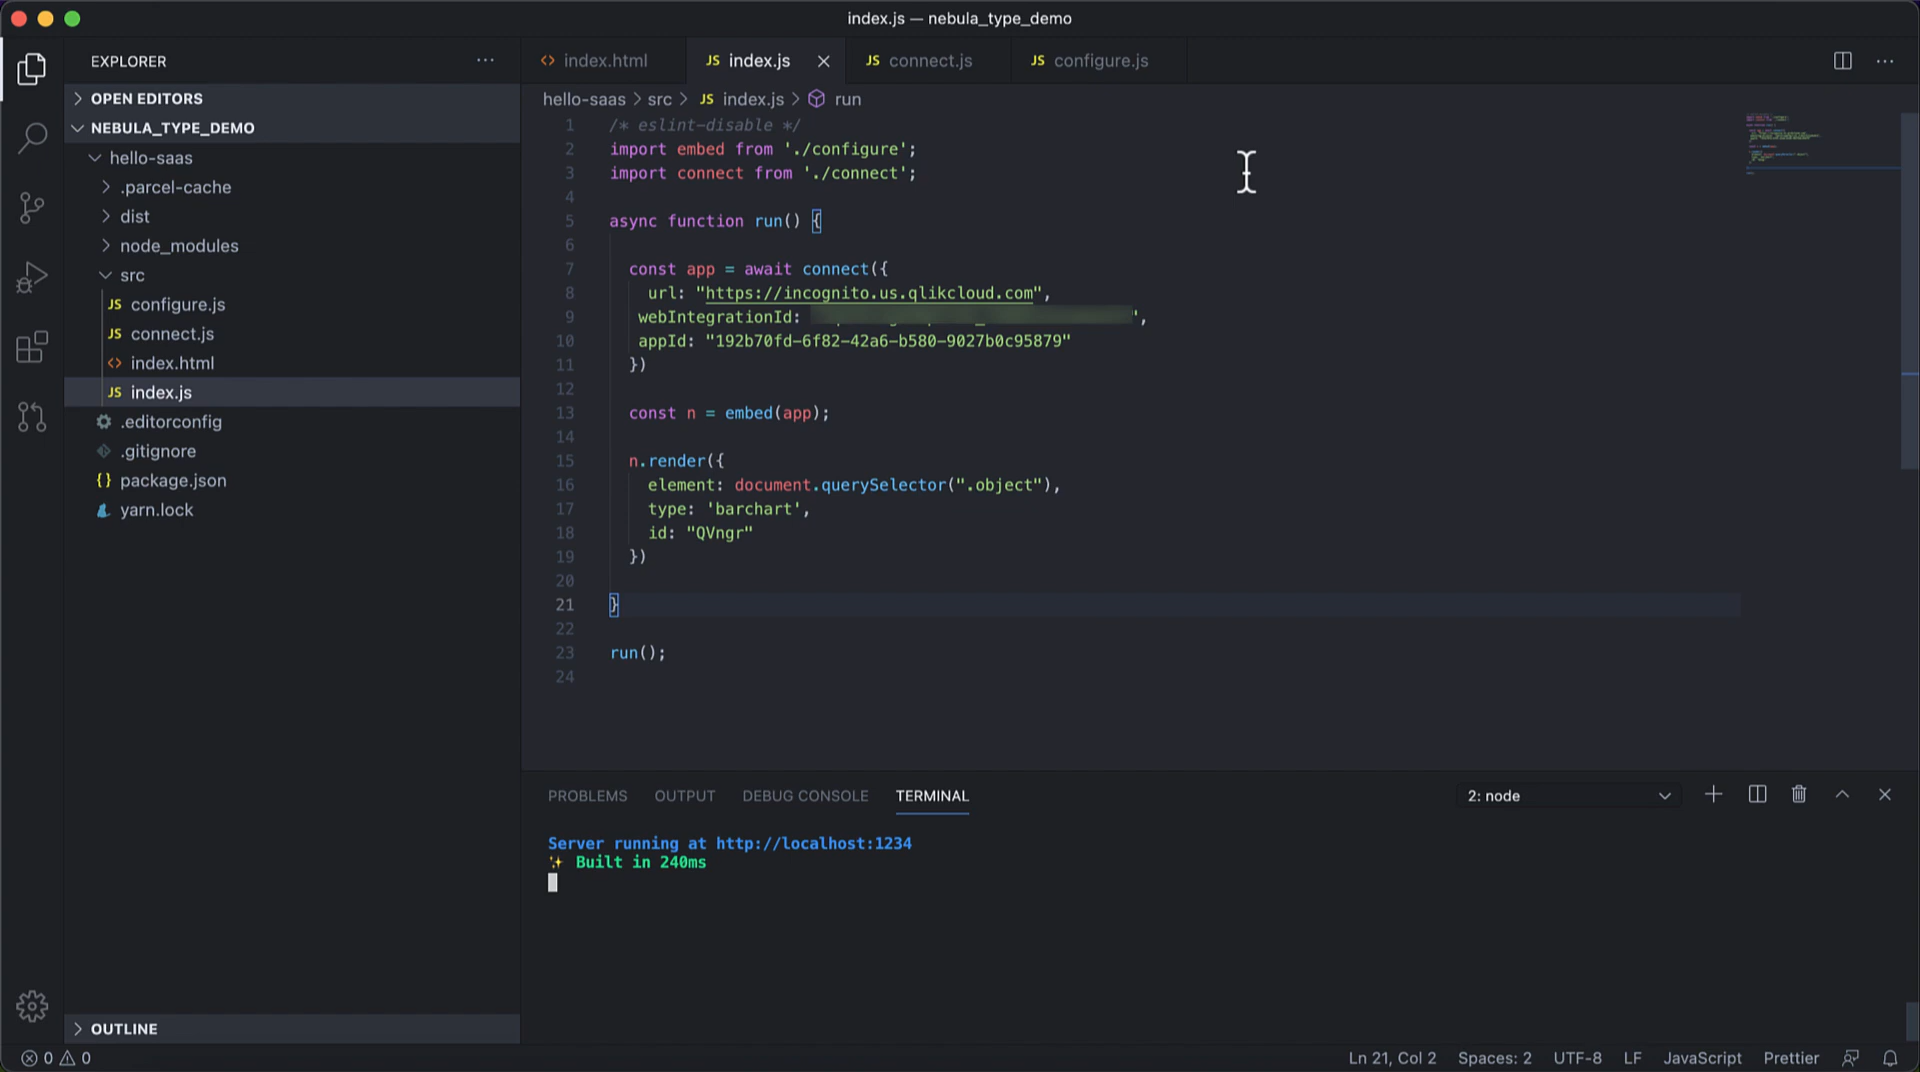 index.js — nebula_type_demo
EXPLORER
OPEN EDITORS
NEBULA_TYPE_DEMO
hello-saas
.parcel-cache
dist
node_modules
src
configure.js
connect.js
index.html
index.js
.editorconfig
.gitignore
package.json
yarn.lock
OUTLINE
index.html
JS index.js
JS connect.js
JS configure.js
hello-saas > src > JS index.js > run
1 /* eslint-disable */
2 import embed from './configure';
3 import connect from './connect';
4
5 async function run() {
6
7 const app = await connect({
8 url: "https://incognito.us.qlikcloud.com",
9 webIntegrationId: ",
10 appId: "192b70fd-6f82-42a6-b580-9027b0c95879"
11 })
12
13 const n = embed(app);
14
15 n.render({
16 element: document.querySelector(".object"),
17 type: 'barchart',
18 id: "QVngr"
19 })
20
21 }
22
23 run();
24
PROBLEMS OUTPUT DEBUG CONSOLE TERMINAL 2: node
Server running at http://localhost:1234
✨ Built in 240ms
0 0 Ln 21, Col 2 Spaces: 2 UTF-8 LF JavaScript Prettier